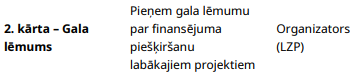 2. kārta – Gala
lēmums
Pieņem gala lēmumu
par finansējuma
piešķiršanu
labākajiem projektiem
Organizators
(LZP)